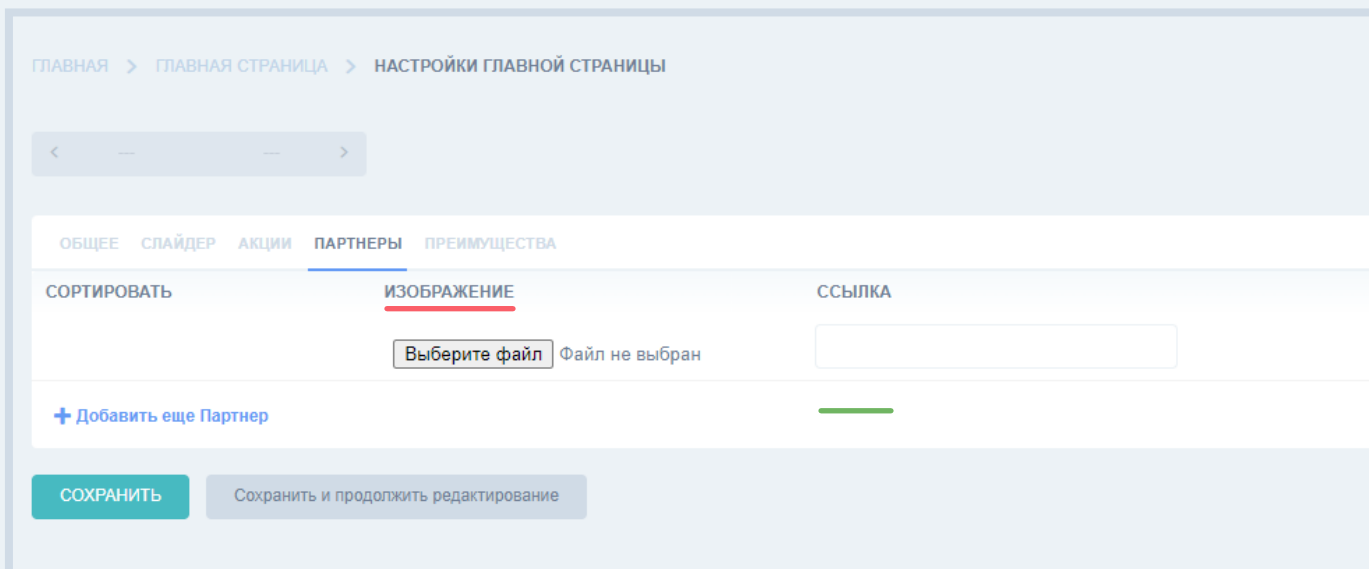 ГЛАВНАЯ > ГЛАВНАЯ СТРАНИЦА > НАСТРОЙКИ ГЛАВНОЙ СТРАНИЦЫ
< --- --- >
ОБЩЕЕ СЛАЙДЕР АКЦИИ ПАРТНЕРЫ ПРЕИМУЩЕСТВА
СОРТИРОВАТЬ ИЗОБРАЖЕНИЕ ССЫЛКА
Выберите файл Файл не выбран
+ Добавить еще Партнер
СОХРАНИТЬ Сохранить и продолжить редактирование